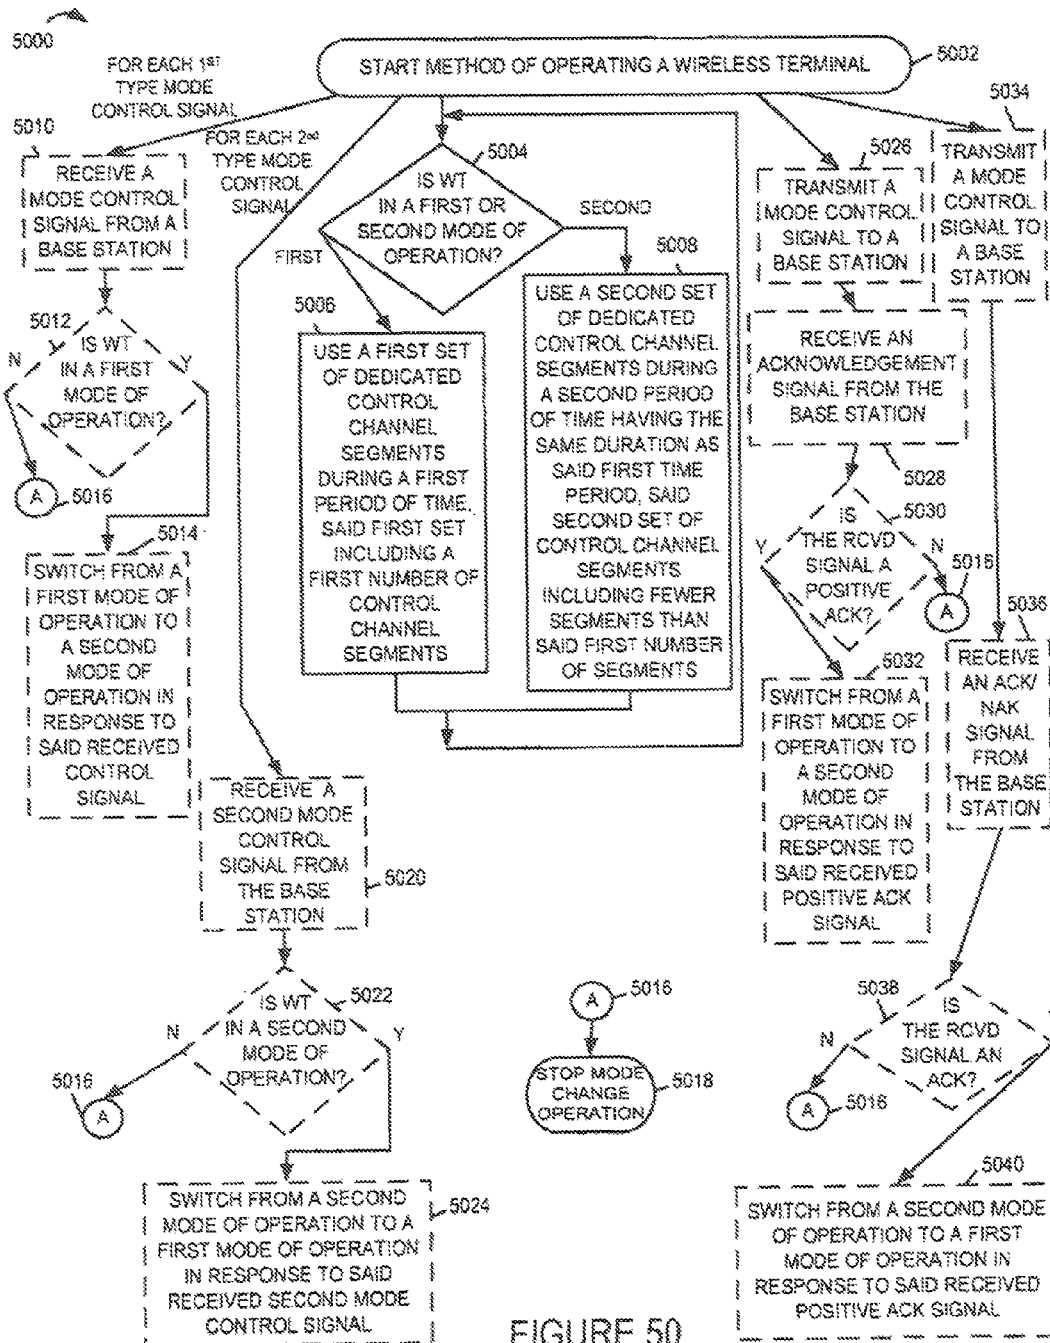 5000
FOR EACH 1ST
TYPE MODE
CONTROL SIGNAL
START METHOD OF OPERATING A WIRELESS TERMINAL
5002
5010
RECEIVE A
MODE CONTROL
SIGNAL FROM A
BASE STATION
FOR EACH 2nd
TYPE MODE
CONTROL
SIGNAL
5004
IS WT
IN A FIRST OR
SECOND MODE OF
OPERATION?
FIRST
SECOND
5026
TRANSMIT A
MODE CONTROL
SIGNAL TO A
BASE STATION
5034
TRANSMIT
A MODE
CONTROL
SIGNAL TO
A BASE
STATION
5012
N
IS WT
IN A FIRST
MODE OF
OPERATION?
Y
A
5016
5014
SWITCH FROM A
FIRST MODE OF
OPERATION TO
A SECOND
MODE OF
OPERATION IN
RESPONSE TO
SAID RECEIVED
CONTROL
SIGNAL
5006
USE A FIRST SET
OF DEDICATED
CONTROL
CHANNEL
SEGMENTS
DURING A FIRST
PERIOD OF TIME,
SAID FIRST SET
INCLUDING A
FIRST NUMBER OF
CONTROL
CHANNEL
SEGMENTS
5008
USE A SECOND SET
OF DEDICATED
CONTROL CHANNEL
SEGMENTS DURING
A SECOND PERIOD
OF TIME HAVING THE
SAME DURATION AS
SAID FIRST TIME
PERIOD, SAID
SECOND SET OF
CONTROL CHANNEL
SEGMENTS
INCLUDING FEWER
SEGMENTS THAN
SAID FIRST NUMBER
OF SEGMENTS
RECEIVE AN
ACKNOWLEDGEMENT
SIGNAL FROM THE
BASE STATION
5028
5030
Y
IS
THE RCVD
SIGNAL A
POSITIVE
ACK?
N
5016
A
5032
SWITCH FROM A
FIRST MODE OF
OPERATION TO
A SECOND
MODE OF
OPERATION IN
RESPONSE TO
SAID RECEIVED
POSITIVE ACK
SIGNAL
5036
RECEIVE
AN ACK/
NAK
SIGNAL
FROM
THE BASE
STATION
RECEIVE A
SECOND MODE
CONTROL
SIGNAL FROM
THE BASE
STATION
5020
5022
N
IS WT
IN A SECOND
MODE OF
OPERATION?
Y
5016
A
SWITCH FROM A SECOND
MODE OF OPERATION TO A
FIRST MODE OF OPERATION
IN RESPONSE TO SAID
RECEIVED SECOND MODE
CONTROL SIGNAL
5024
A
5016
STOP MODE
CHANGE
OPERATION
5018
5038
N
IS
THE RCVD
SIGNAL AN
ACK?
A
5016
5040
SWITCH FROM A SECOND MODE
OF OPERATION TO A FIRST
MODE OF OPERATION IN
RESPONSE TO SAID RECEIVED
POSITIVE ACK SIGNAL
FIGURE 50